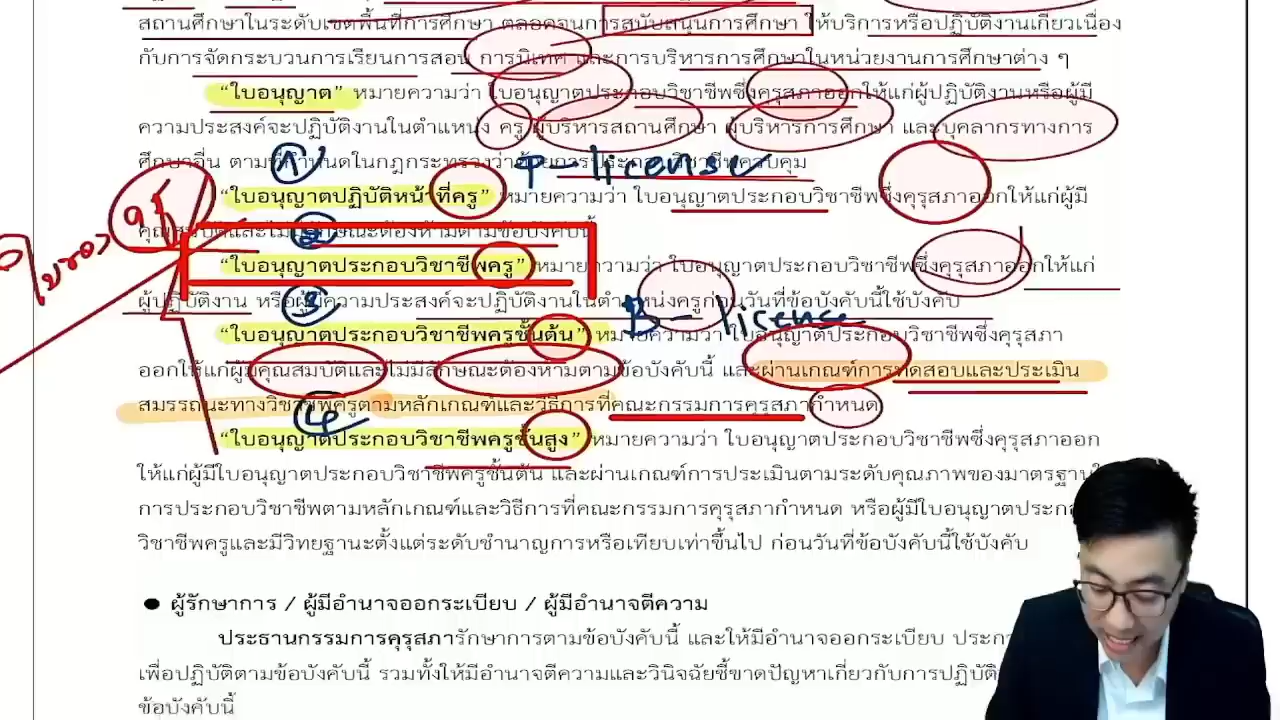 สถานศึกษาในระดับเขตพื้นที่การศึกษา ตลอดจนการสนับสนุนการศึกษา ให้บริการหรือปฏิบัติงานเกี่ยวเนื่อง
กับการจัดกระบวนการเรียนการสอน การนิเทศ และการบริหารการศึกษาในหน่วยงานการศึกษาต่าง ๆ
“ใบอนุญาต” หมายความว่า ใบอนุญาตประกอบวิชาชีพซึ่งคุรุสภาออกให้แก่ผู้ปฏิบัติงานหรือผู้มี
ความประสงค์จะปฏิบัติงานในตำแหน่ง ครู ผู้บริหารสถานศึกษา ผู้บริหารการศึกษา และบุคลากรทางการ
1
ศึกษาอื่น ตามที่กำหนดในกฎกระทรวงว่าด้วยการประกอบวิชาชีพควบคุม
P-license
“ใบอนุญาตปฏิบัติหน้าที่ครู” หมายความว่า ใบอนุญาตประกอบวิชาชีพซึ่งคุรุสภาออกให้แก่ผู้มี
คุณสมบัติและไม่มีลักษณะต้องห้ามตามข้อบังคับนี้
2
“ใบอนุญาตประกอบวิชาชีพครู” หมายความว่า ใบอนุญาตประกอบวิชาชีพซึ่งคุรุสภาออกให้แก่
ผู้ปฏิบัติงาน หรือผู้มีความประสงค์จะปฏิบัติงานในตำแหน่งครูก่อนวันที่ข้อบังคับนี้ใช้บังคับ
3
B-license
“ใบอนุญาตประกอบวิชาชีพครูชั้นต้น” หมายความว่า ใบอนุญาตประกอบวิชาชีพซึ่งคุรุสภา
ออกให้แก่ผู้มีคุณสมบัติและไม่มีลักษณะต้องห้ามตามข้อบังคับนี้ และผ่านเกณฑ์การทดสอบและประเมิน
สมรรถนะทางวิชาชีพครูตามหลักเกณฑ์และวิธีการที่คณะกรรมการคุรุสภากำหนด
4
“ใบอนุญาตประกอบวิชาชีพครูชั้นสูง” หมายความว่า ใบอนุญาตประกอบวิชาชีพซึ่งคุรุสภาออก
ให้แก่ผู้มีใบอนุญาตประกอบวิชาชีพครูชั้นต้น และผ่านเกณฑ์การประเมินตามระดับคุณภาพของมาตรฐาน
การประกอบวิชาชีพตามหลักเกณฑ์และวิธีการที่คณะกรรมการคุรุสภากำหนด หรือผู้มีใบอนุญาต
วิชาชีพครูและมีวิทยฐานะตั้งแต่ระดับชำนาญการหรือเทียบเท่าขึ้นไป ก่อนวันที่ข้อบังคับนี้ใช้บังคับ
● ผู้รักษาการ / ผู้มีอำนาจออกระเบียบ / ผู้มีอำนาจตีความ
ประธานกรรมการคุรุสภารักษาการตามข้อบังคับนี้ และให้มีอำนาจออกระเบียบ
เพื่อปฏิบัติตามข้อบังคับนี้ รวมทั้งให้มีอำนาจตีความและวินิจฉัยชี้ขาดปัญหาเกี่ยวกับการปฏิบัติ
ข้อบังคับนี้